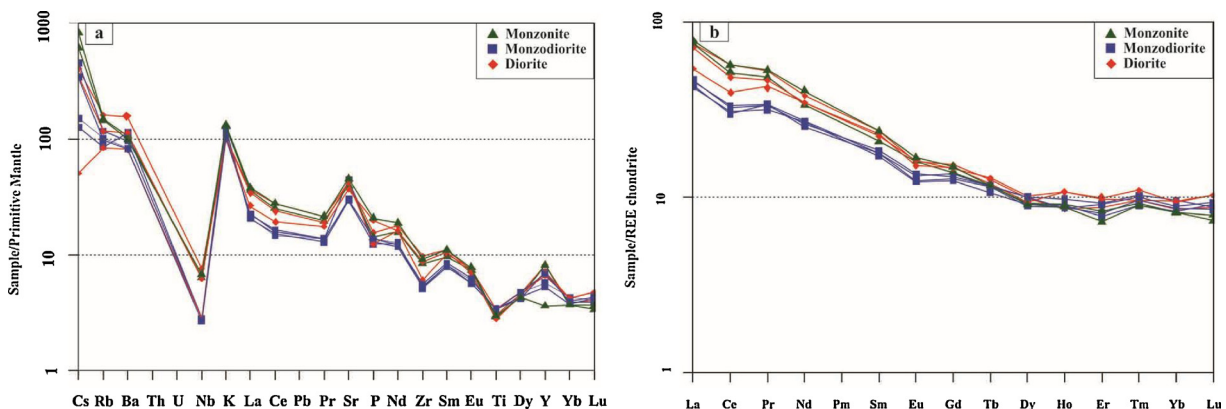 a
Monzonite
Monzodiorite
Diorite
Sample/Primitive Mantle
1000
100
10
1
Cs Rb Ba Th U Nb K La Ce Pb Pr Sr P Nd Zr Sm Eu Ti Dy Y Yb Lu
b
Monzonite
Monzodiorite
Diorite
Sample/REE chondrite
100
10
1
La Ce Pr Nd Pm Sm Eu Gd Tb Dy Ho Er Tm Yb Lu